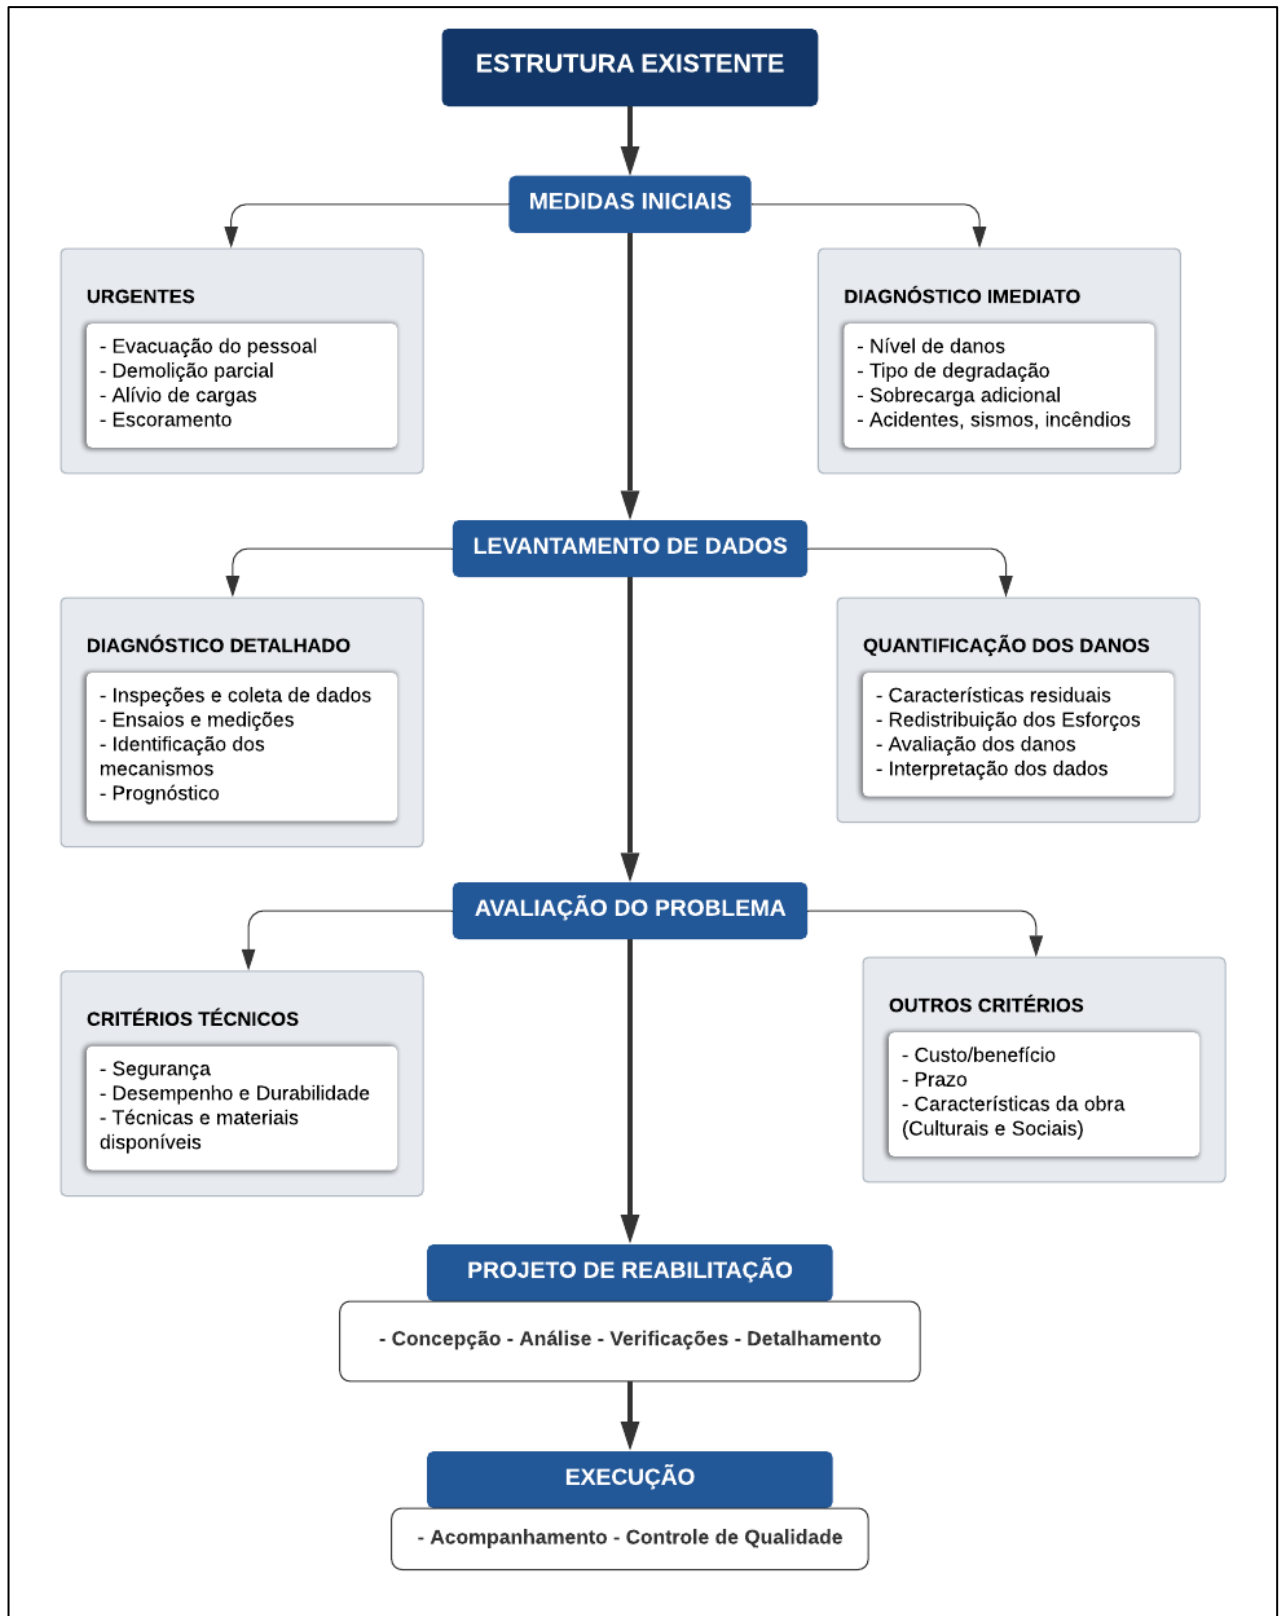 ESTRUTURA EXISTENTE
MEDIDAS INICIAIS
URGENTES
- Evacuação do pessoal
- Demolição parcial
- Alívio de cargas
- Escoramento
DIAGNÓSTICO IMEDIATO
- Nível de danos
- Tipo de degradação
- Sobrecarga adicional
- Acidentes, sismos, incêndios
LEVANTAMENTO DE DADOS
DIAGNÓSTICO DETALHADO
- Inspeções e coleta de dados
- Ensaios e medições
- Identificação dos
mecanismos
- Prognóstico
QUANTIFICAÇÃO DOS DANOS
- Características residuais
- Redistribuição dos Esforços
- Avaliação dos danos
- Interpretação dos dados
AVALIAÇÃO DO PROBLEMA
CRITÉRIOS TÉCNICOS
- Segurança
- Desempenho e Durabilidade
- Técnicas e materiais
disponíveis
OUTROS CRITÉRIOS
- Custo/benefício
- Prazo
- Características da obra
(Culturais e Sociais)
PROJETO DE REABILITAÇÃO
- Concepção - Análise - Verificações - Detalhamento
EXECUÇÃO
- Acompanhamento - Controle de Qualidade